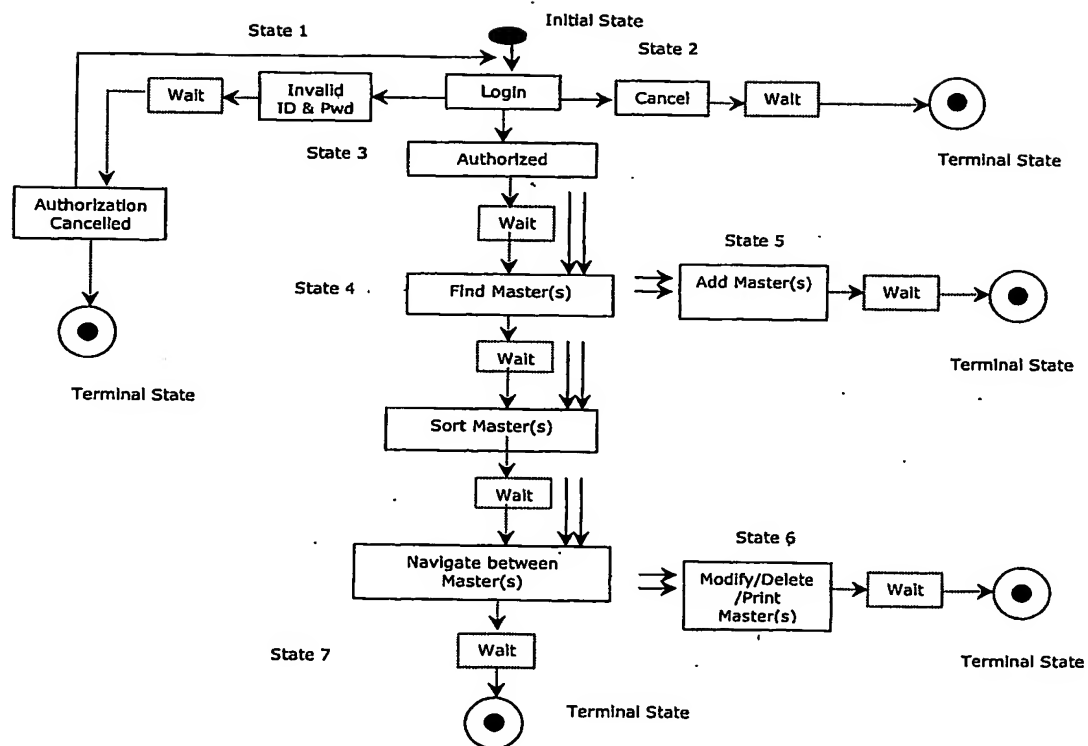 Initial State
State 1
State 2
Wait
Invalid
ID & Pwd
Login
Cancel
Wait
Terminal State
State 3
Authorized
Authorization
Cancelled
Wait
State 5
State 4
Find Master(s)
Add Master(s)
Wait
Terminal State
Wait
Terminal State
Sort Master(s)
Wait
State 6
Navigate between
Master(s)
Modify/Delete
/Print
Master(s)
Wait
Terminal State
State 7
Wait
Terminal State